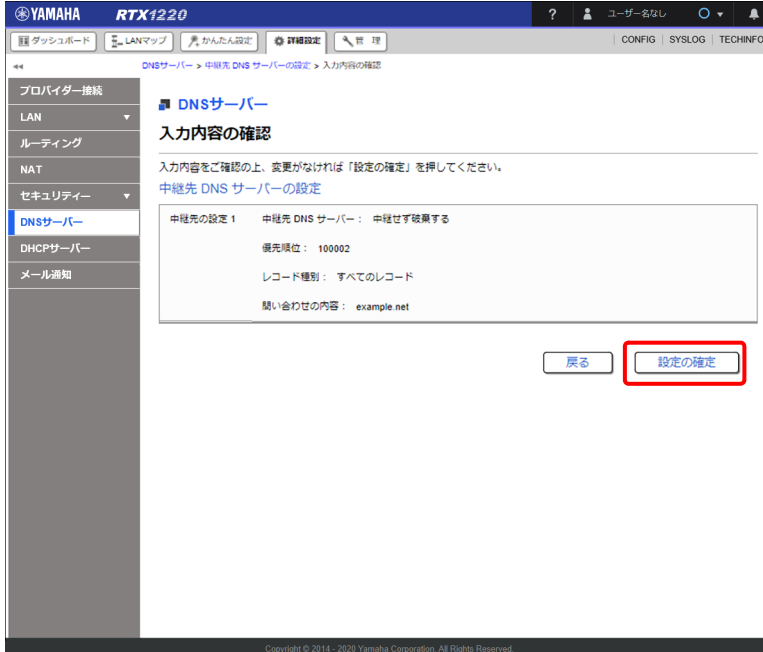 YAMAHA RTX1220 ? ユーザー名なし
ダッシュボード LANマップ かんたん設定 詳細設定 管 理 CONFIG SYSLOG TECHINFO
DNSサーバー > 中継先 DNS サーバーの設定 > 入力内容の確認
プロバイダー接続
LAN
ルーティング
NAT
セキュリティー
DNSサーバー
DHCPサーバー
メール通知
DNSサーバー
入力内容の確認
入力内容をご確認の上、変更がなければ「設定の確定」を押してください。
中継先 DNS サーバーの設定
中継先の設定 1 中継先 DNS サーバー： 中継せず破棄する
優先順位： 100002
レコード種別： すべてのレコード
問い合わせの内容： example.net
戻る 設定の確定
Copyright © 2014 - 2020 Yamaha Corporation. All Rights Reserved.